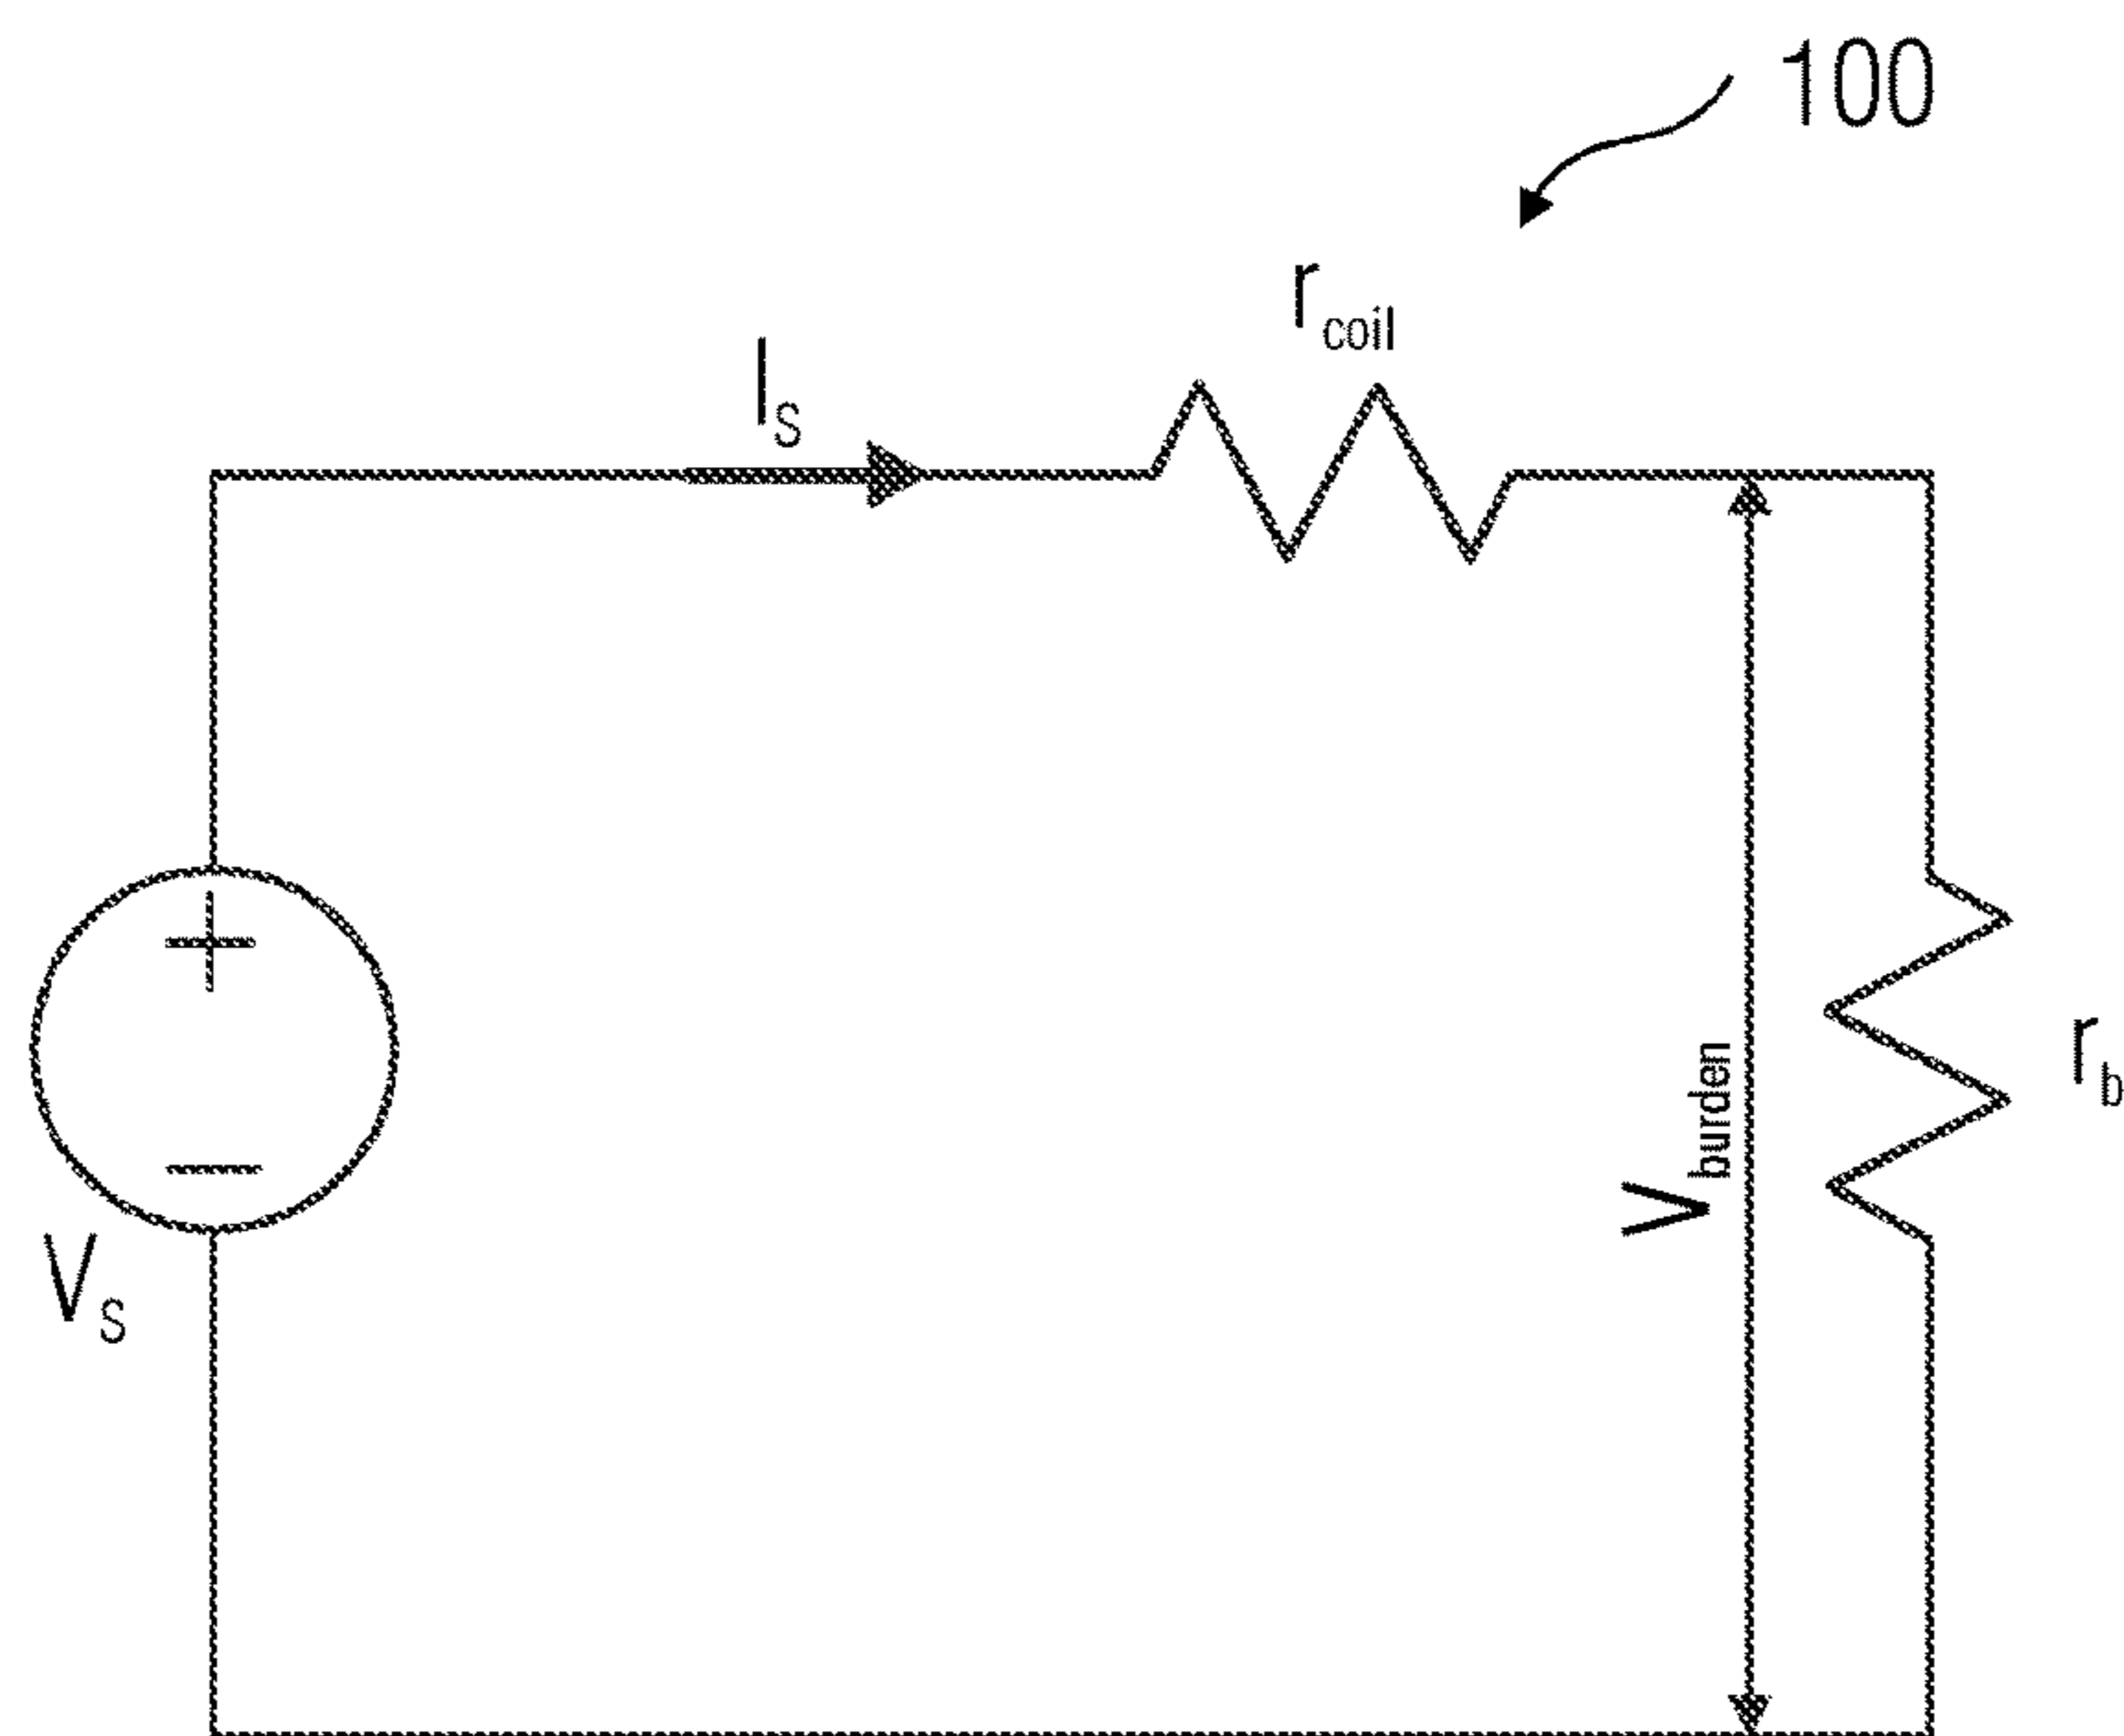 100
r_coil
I_S
+
V_burden
r_b
−
V_S